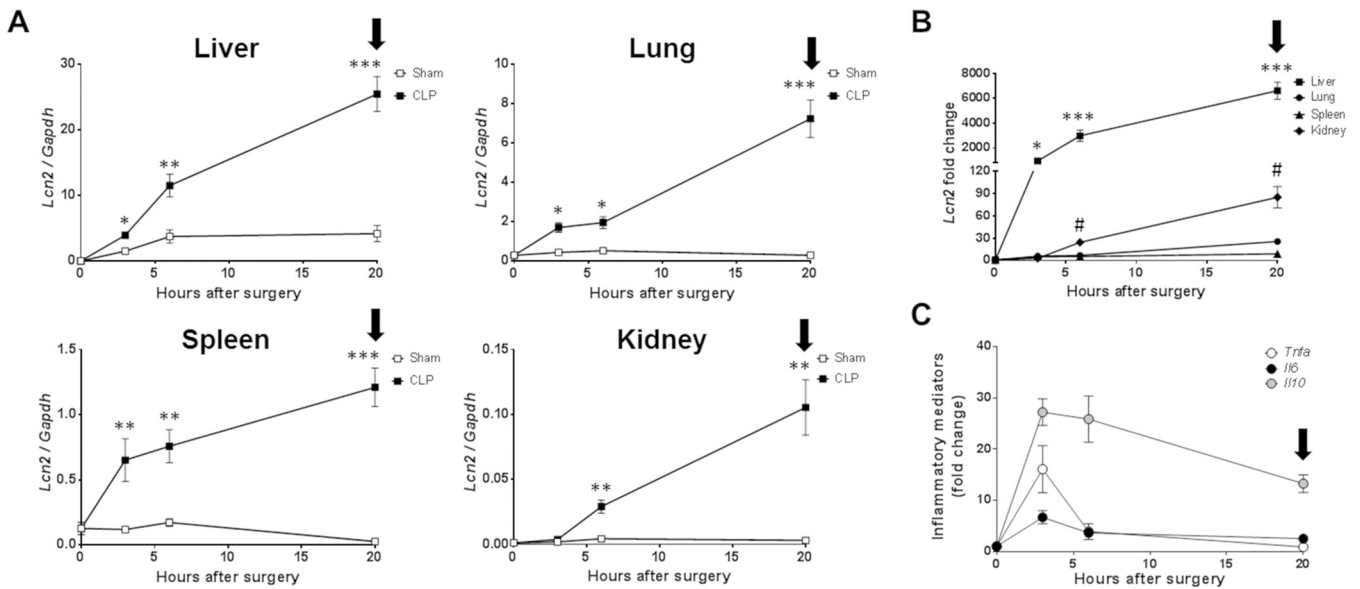 A
Liver
30
20
10
0
Lcn2 / Gapdh
*
**
***
Sham
CLP
0 5 10 15 20
Hours after surgery
Lung
10
8
6
4
2
0
Lcn2 / Gapdh
*
*
***
Sham
CLP
0 5 10 15 20
Hours after surgery
Spleen
1.5
1.0
0.5
0.0
Lcn2 / Gapdh
**
**
***
Sham
CLP
0 5 10 15 20
Hours after surgery
Kidney
0.15
0.10
0.05
0.00
Lcn2 / Gapdh
**
**
Sham
CLP
0 5 10 15 20
Hours after surgery
B
8000
6000
4000
2000
120
90
60
30
0
Lcn2 fold change
*
***
***
#
#
Liver
Lung
Spleen
Kidney
0 5 10 15 20
Hours after surgery
C
40
30
20
10
0
Inflammatory mediators
(fold change)
Tnfa
Il6
Il10
0 5 10 15 20
Hours after surgery